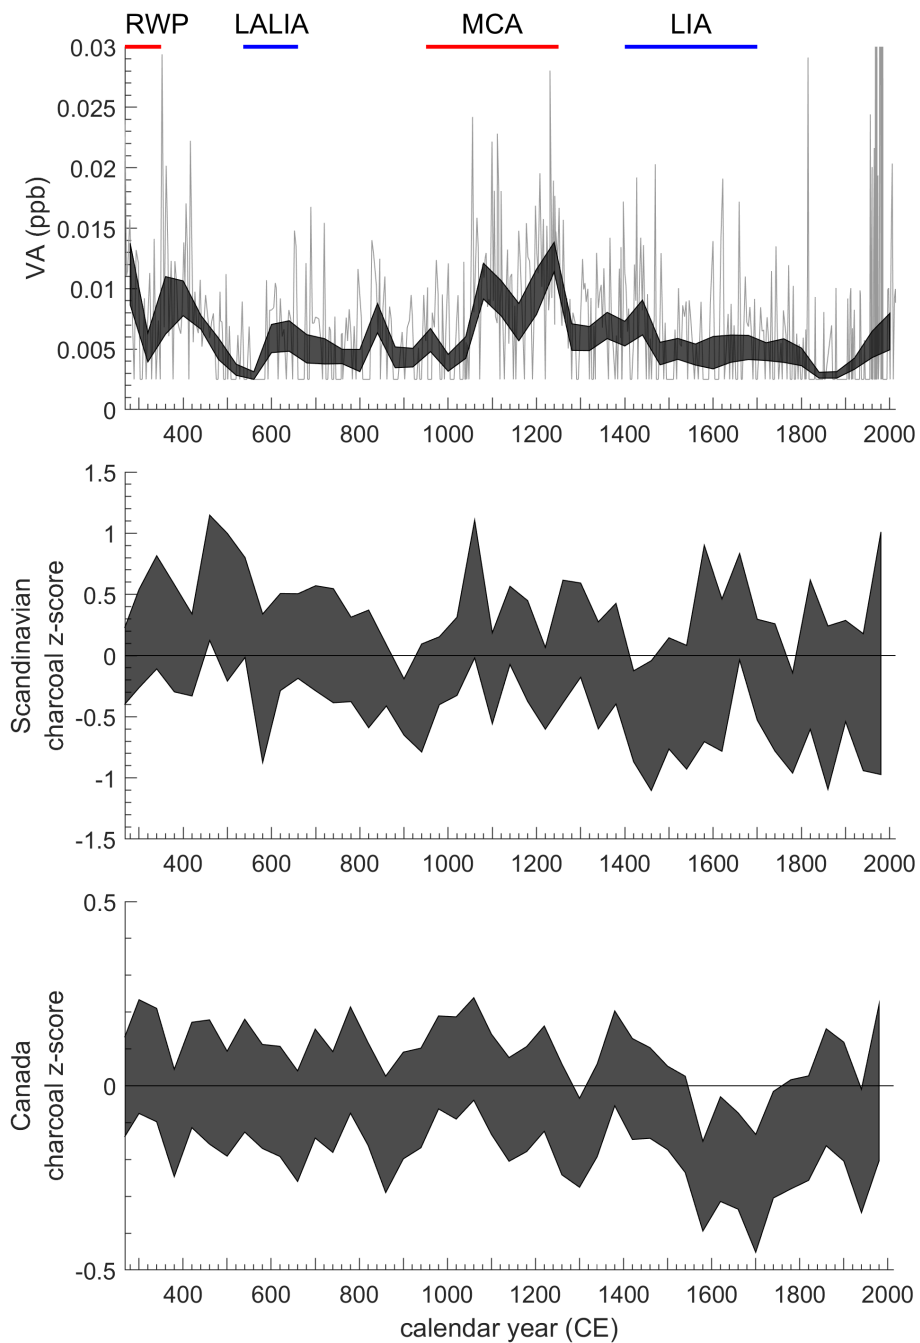 RWP LALIA MCA LIA
0.03
0.025
0.02
0.015
0.01
0.005
0
VA (ppb)
400 600 800 1000 1200 1400 1600 1800 2000
1.5
1
0.5
0
-0.5
-1
-1.5
Scandinavian
charcoal z-score
400 600 800 1000 1200 1400 1600 1800 2000
0.5
0
-0.5
Canada
charcoal z-score
400 600 800 1000 1200 1400 1600 1800 2000
calendar year (CE)